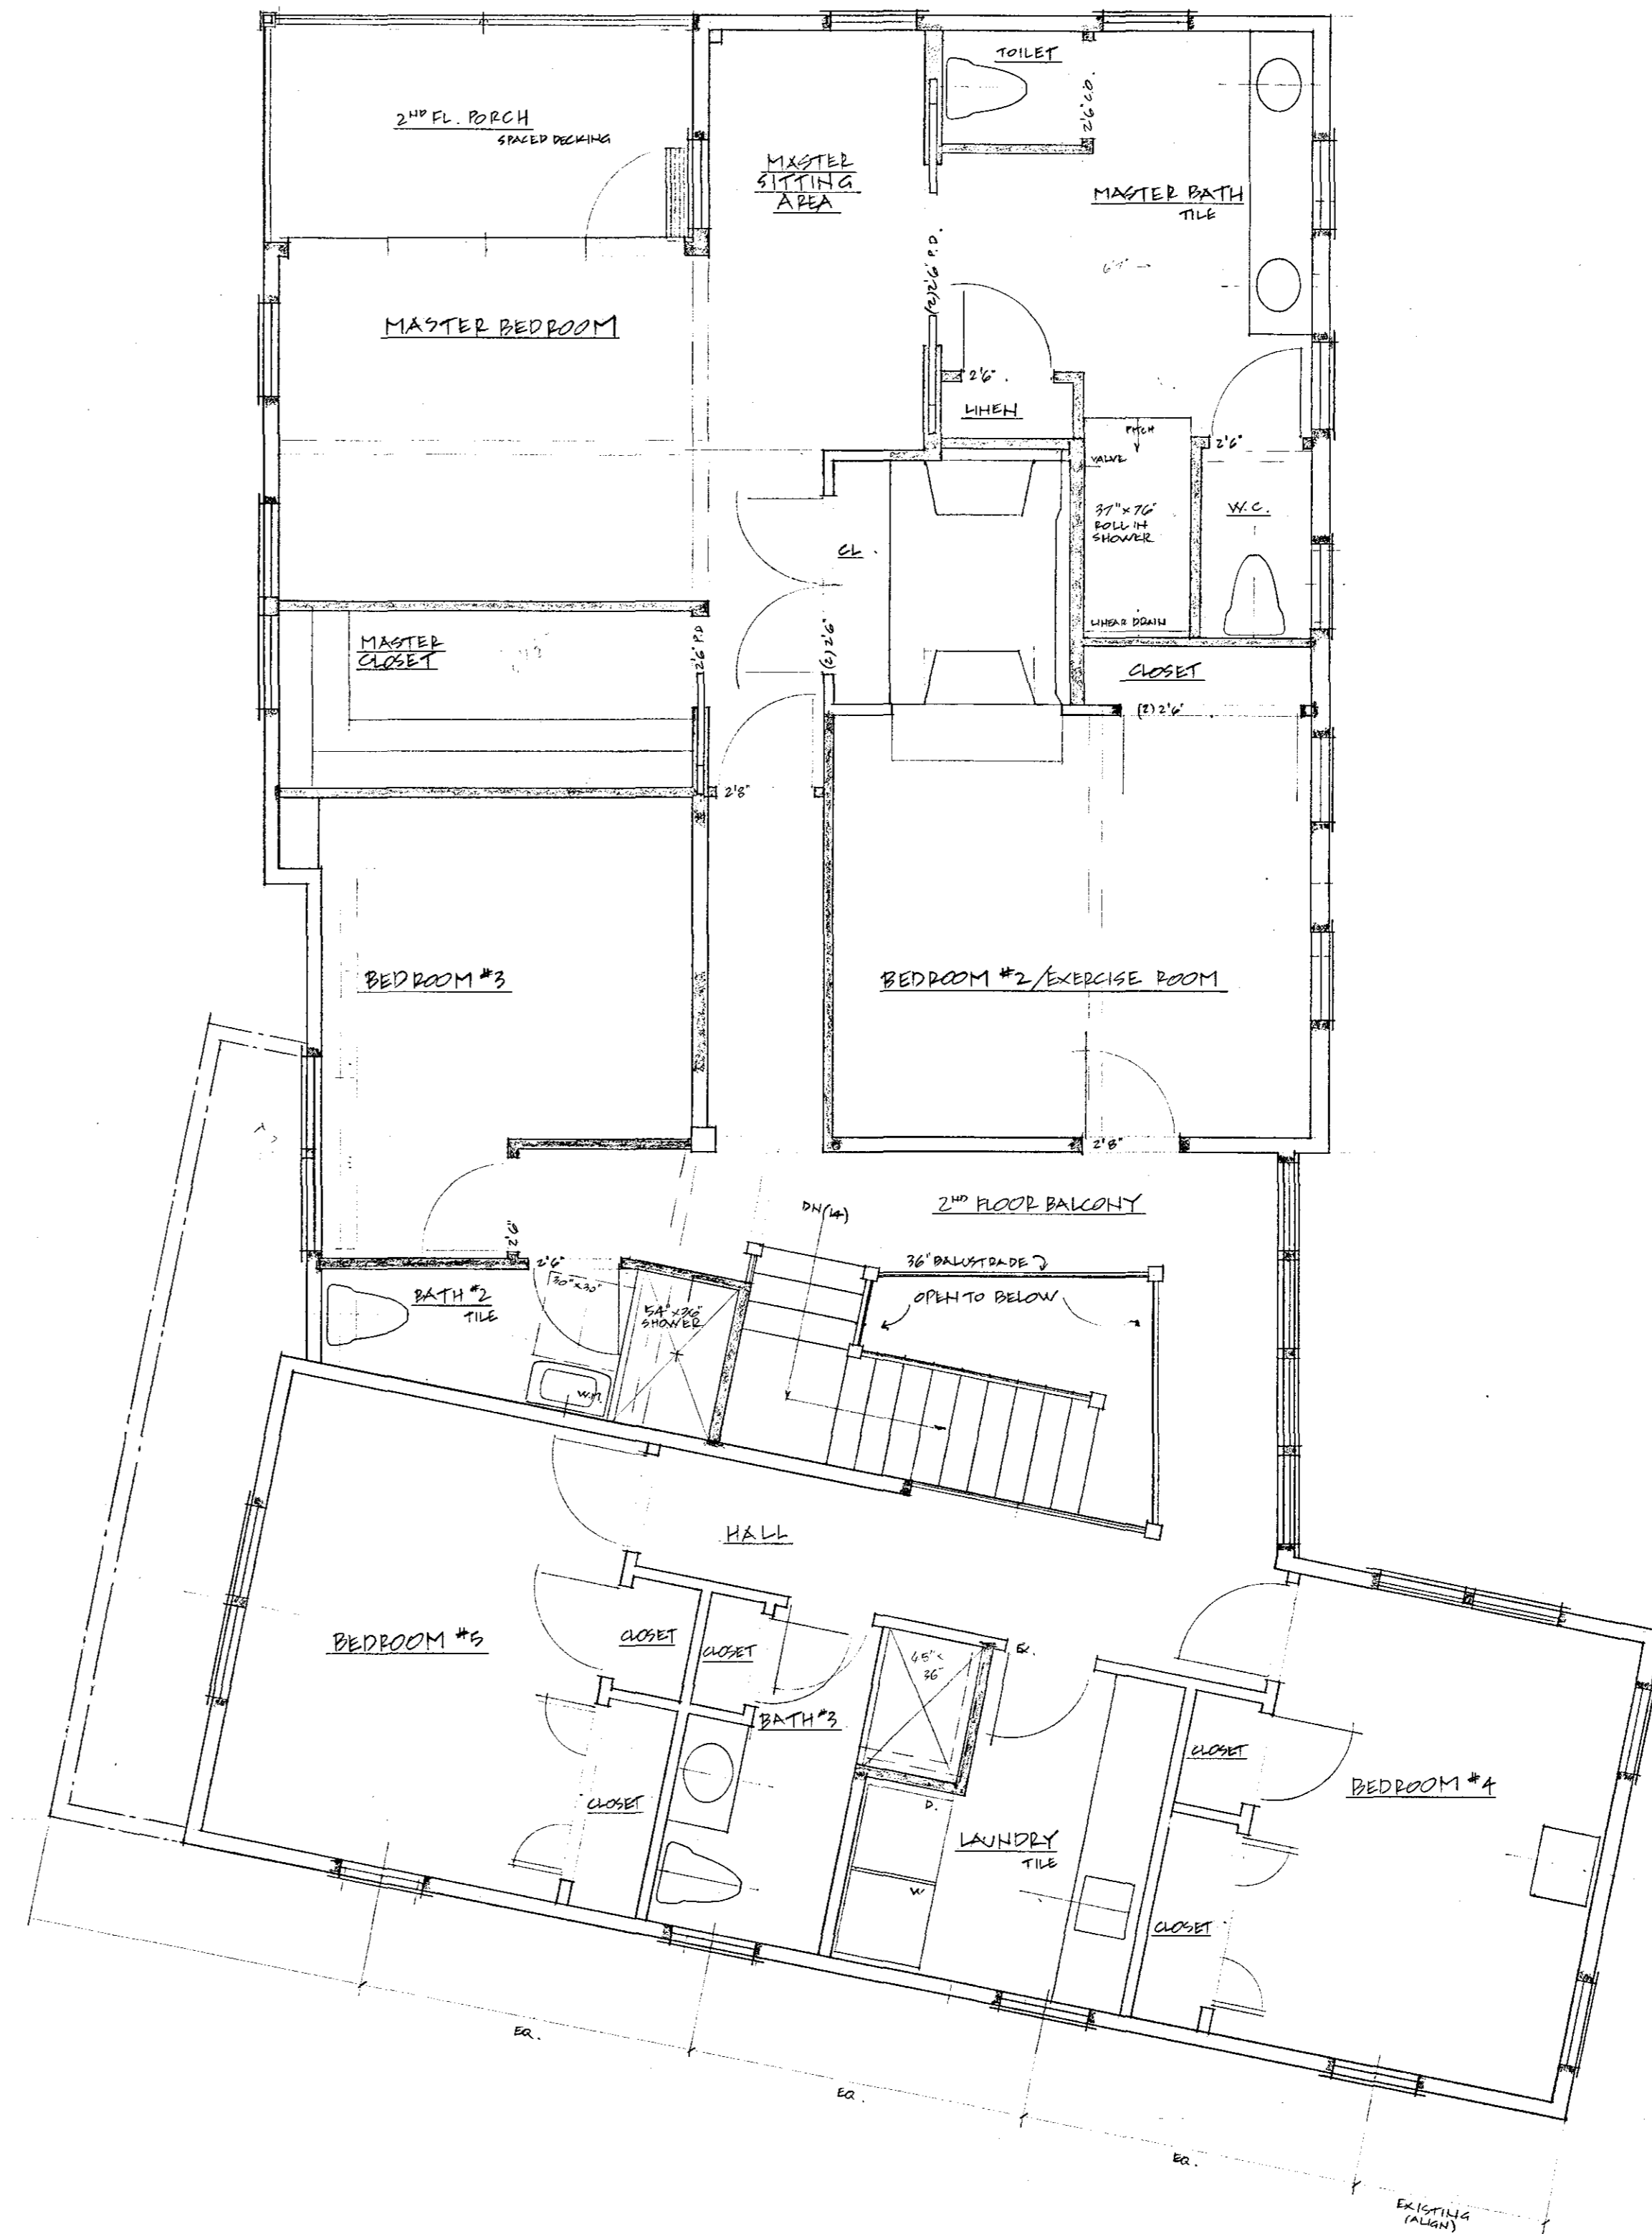 TOILET
2'6" C.O.
2ND FL. PORCH
SPACED DECKING
MASTER
SITTING
AREA
MASTER BATH
TILE
(2) 2'6" P.D.
MASTER BEDROOM
2'6"
LINEN
PITCH
VALVE
2'6"
37" x 76"
ROLL IN
SHOWER
W.C.
CL.
LINEAR DRAIN
MASTER
CLOSET
2'6" P.D
(2) 2'6"
CLOSET
(2) 2'6"
2'8"
BEDROOM #3
BEDROOM #2/EXERCISE ROOM
2'8"
2ND FLOOR BALCONY
DN(14)
2'6"
2'6"
30" x 30"
36" BALUSTRADE
OPEN TO BELOW
BATH #2
TILE
54" x 36"
SHOWER
W.M.
HALL
BEDROOM #5
CLOSET
CLOSET
45" x
36"
EX.
BATH #3
CLOSET
BEDROOM #4
CLOSET
D.
LAUNDRY
TILE
W
CLOSET
EQ.
EQ.
EQ.
EXISTING
(ALIGN)